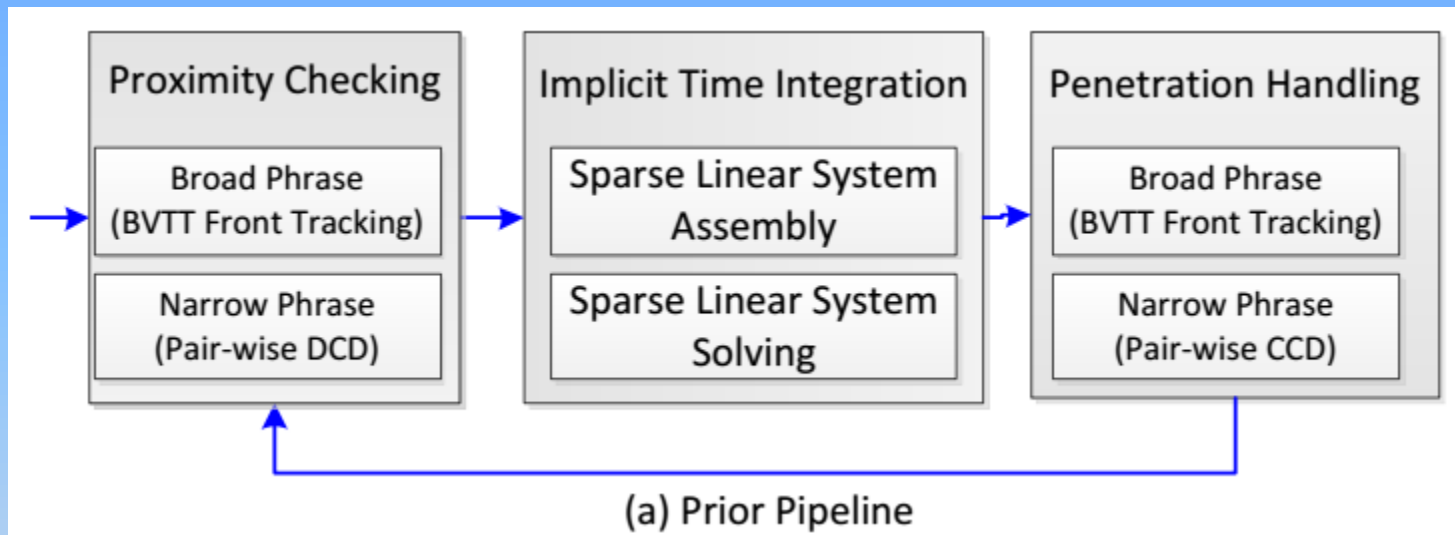 Proximity Checking
Broad Phrase
(BVTT Front Tracking)
Narrow Phrase
(Pair-wise DCD)
Implicit Time Integration
Sparse Linear System
Assembly
Sparse Linear System
Solving
Penetration Handling
Broad Phrase
(BVTT Front Tracking)
Narrow Phrase
(Pair-wise CCD)
(a) Prior Pipeline